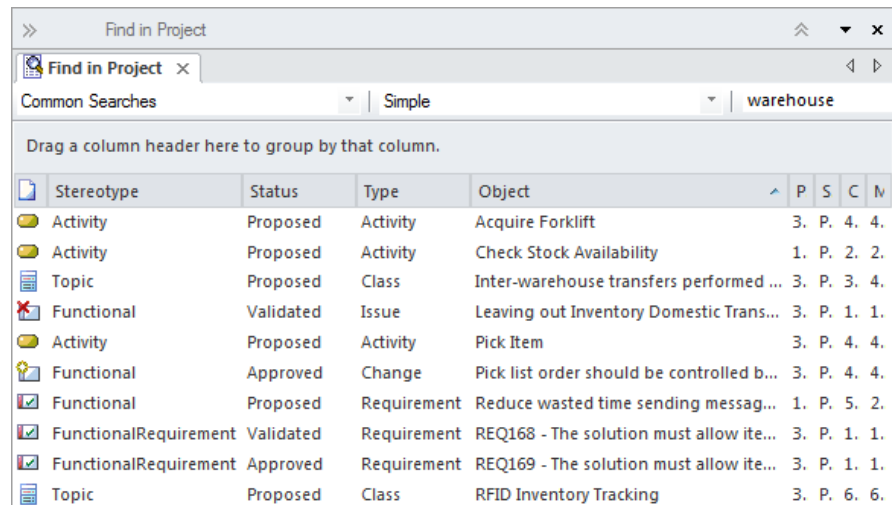 Find in Project
Find in Project
Common Searches Simple warehouse
Drag a column header here to group by that column.
Stereotype Status Type Object P S C M
Activity Proposed Activity Acquire Forklift 3. P. 4. 4.
Activity Proposed Activity Check Stock Availability 1. P. 2. 2.
Topic Proposed Class Inter-warehouse transfers performed ... 3. P. 3. 4.
Functional Validated Issue Leaving out Inventory Domestic Trans... 3. P. 1. 1.
Activity Proposed Activity Pick Item 3. P. 4. 4.
Functional Approved Change Pick list order should be controlled b... 3. P. 4. 4.
Functional Proposed Requirement Reduce wasted time sending messag... 1. P. 5. 2.
FunctionalRequirement Validated Requirement REQ168 - The solution must allow ite... 3. P. 1. 1.
FunctionalRequirement Approved Requirement REQ169 - The solution must allow ite... 3. P. 1. 1.
Topic Proposed Class RFID Inventory Tracking 3. P. 6. 6.